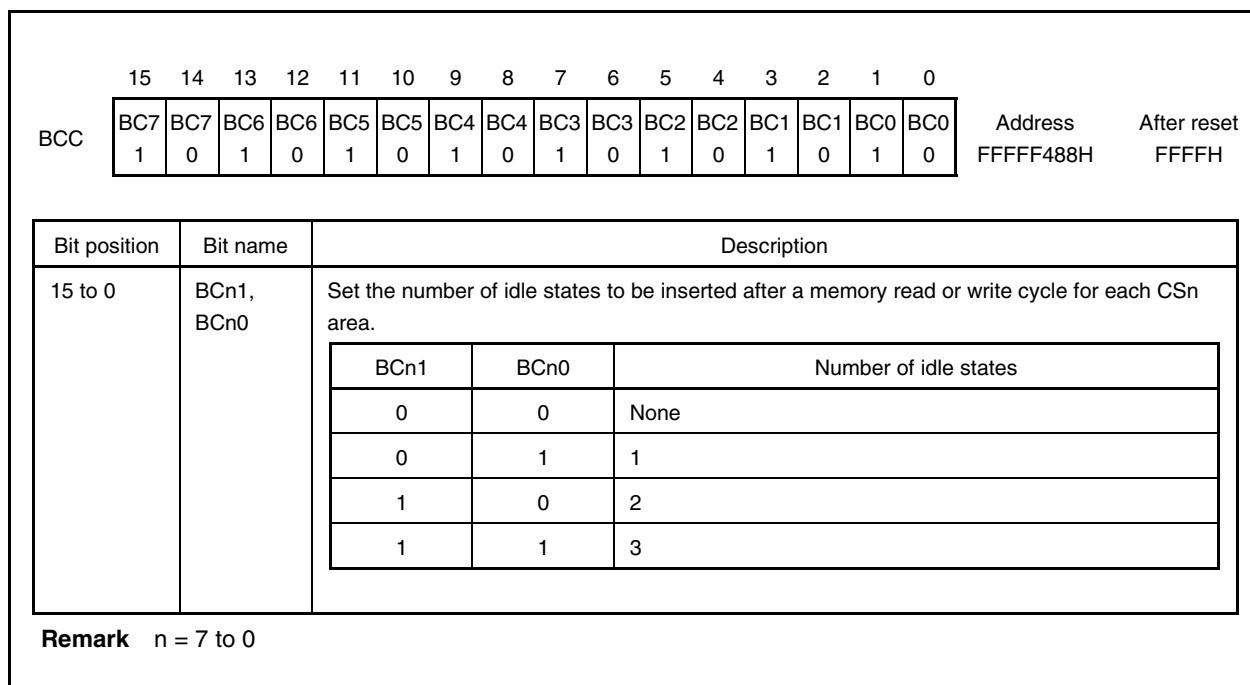 15 14 13 12 11 10 9 8 7 6 5 4 3 2 1 0
BCC BC7 BC7 BC6 BC6 BC5 BC5 BC4 BC4 BC3 BC3 BC2 BC2 BC1 BC1 BC0 BC0 Address After reset
1 0 1 0 1 0 1 0 1 0 1 0 1 0 1 0 FFFFF488H FFFFH
Bit position Bit name Description
15 to 0 BCn1, Set the number of idle states to be inserted after a memory read or write cycle for each CSn
BCn0 area.
BCn1 BCn0 Number of idle states
0 0 None
0 1 1
1 0 2
1 1 3
Remark n = 7 to 0